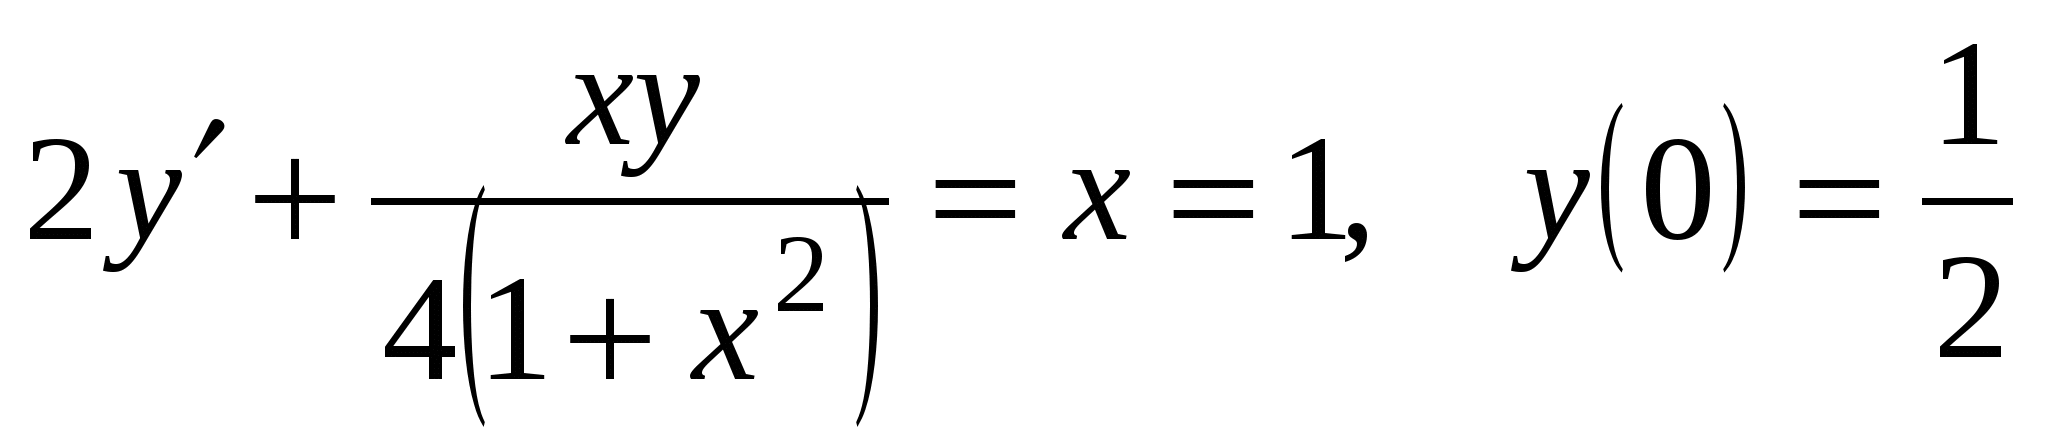 2y′ + xy/(4(1+x²)) = x = 1, y(0) = 1/2